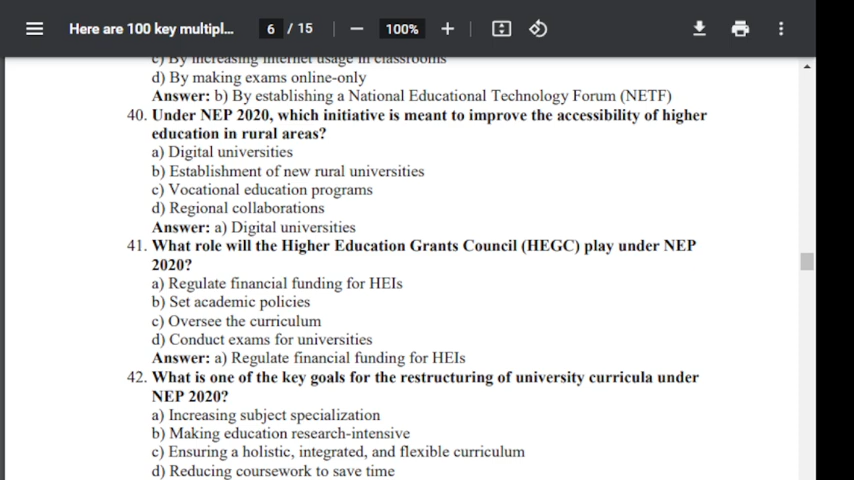 Here are 100 key multipl...
6 / 15
100%
c) By increasing internet usage in classrooms
d) By making exams online-only
Answer: b) By establishing a National Educational Technology Forum (NETF)
40. Under NEP 2020, which initiative is meant to improve the accessibility of higher
education in rural areas?
a) Digital universities
b) Establishment of new rural universities
c) Vocational education programs
d) Regional collaborations
Answer: a) Digital universities
41. What role will the Higher Education Grants Council (HEGC) play under NEP
2020?
a) Regulate financial funding for HEIs
b) Set academic policies
c) Oversee the curriculum
d) Conduct exams for universities
Answer: a) Regulate financial funding for HEIs
42. What is one of the key goals for the restructuring of university curricula under
NEP 2020?
a) Increasing subject specialization
b) Making education research-intensive
c) Ensuring a holistic, integrated, and flexible curriculum
d) Reducing coursework to save time